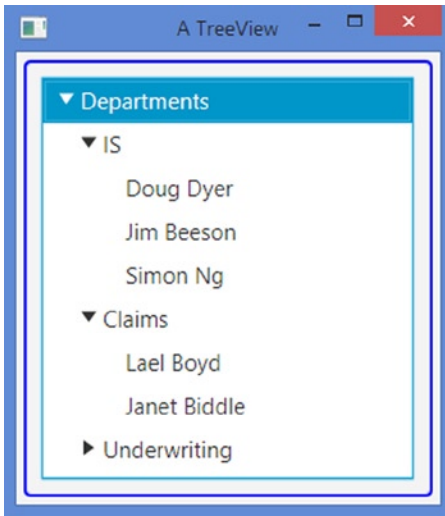 A TreeView
Departments
IS
Doug Dyer
Jim Beeson
Simon Ng
Claims
Lael Boyd
Janet Biddle
Underwriting